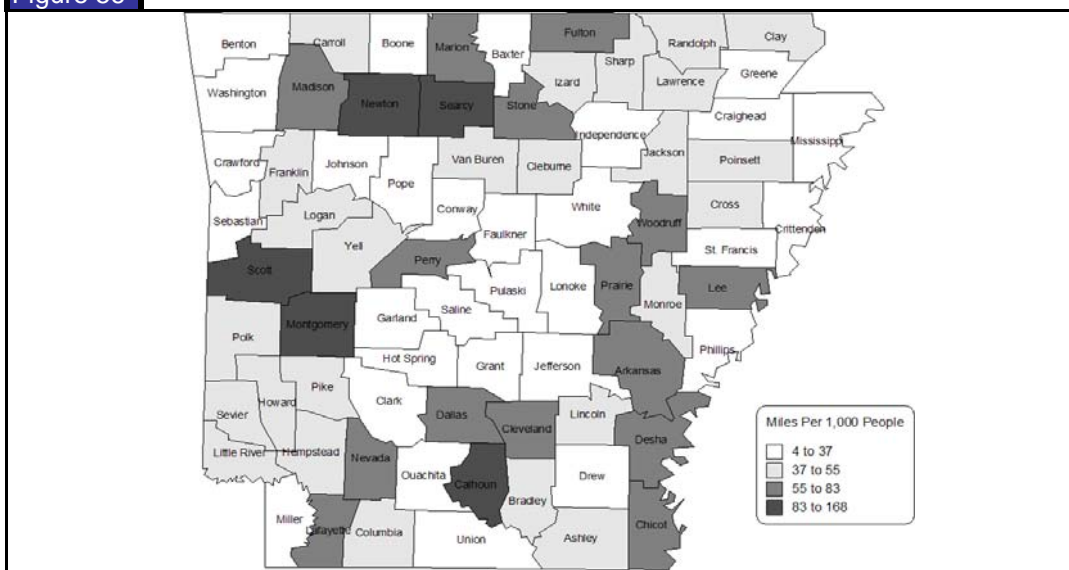 Benton
Carroll
Boone
Marion
Baxter
Fulton
Sharp
Randolph
Clay
Izard
Lawrence
Greene
Washington
Madison
Newton
Searcy
Stone
Independence
Craighead
Mississippi
Crawford
Franklin
Johnson
Pope
Van Buren
Cleburne
Jackson
Poinsett
Sebastian
Logan
Conway
White
Woodruff
Cross
Crittenden
Yell
Faulkner
St. Francis
Scott
Perry
Pulaski
Lonoke
Prairie
Monroe
Lee
Montgomery
Garland
Saline
Polk
Hot Spring
Grant
Jefferson
Arkansas
Phillips
Pike
Clark
Howard
Sevier
Dallas
Cleveland
Lincoln
Desha
Little River
Hempstead
Nevada
Ouachita
Calhoun
Bradley
Drew
Miller
Lafayette
Columbia
Union
Ashley
Chicot
Miles Per 1,000 People
4 to 37
37 to 55
55 to 83
83 to 168